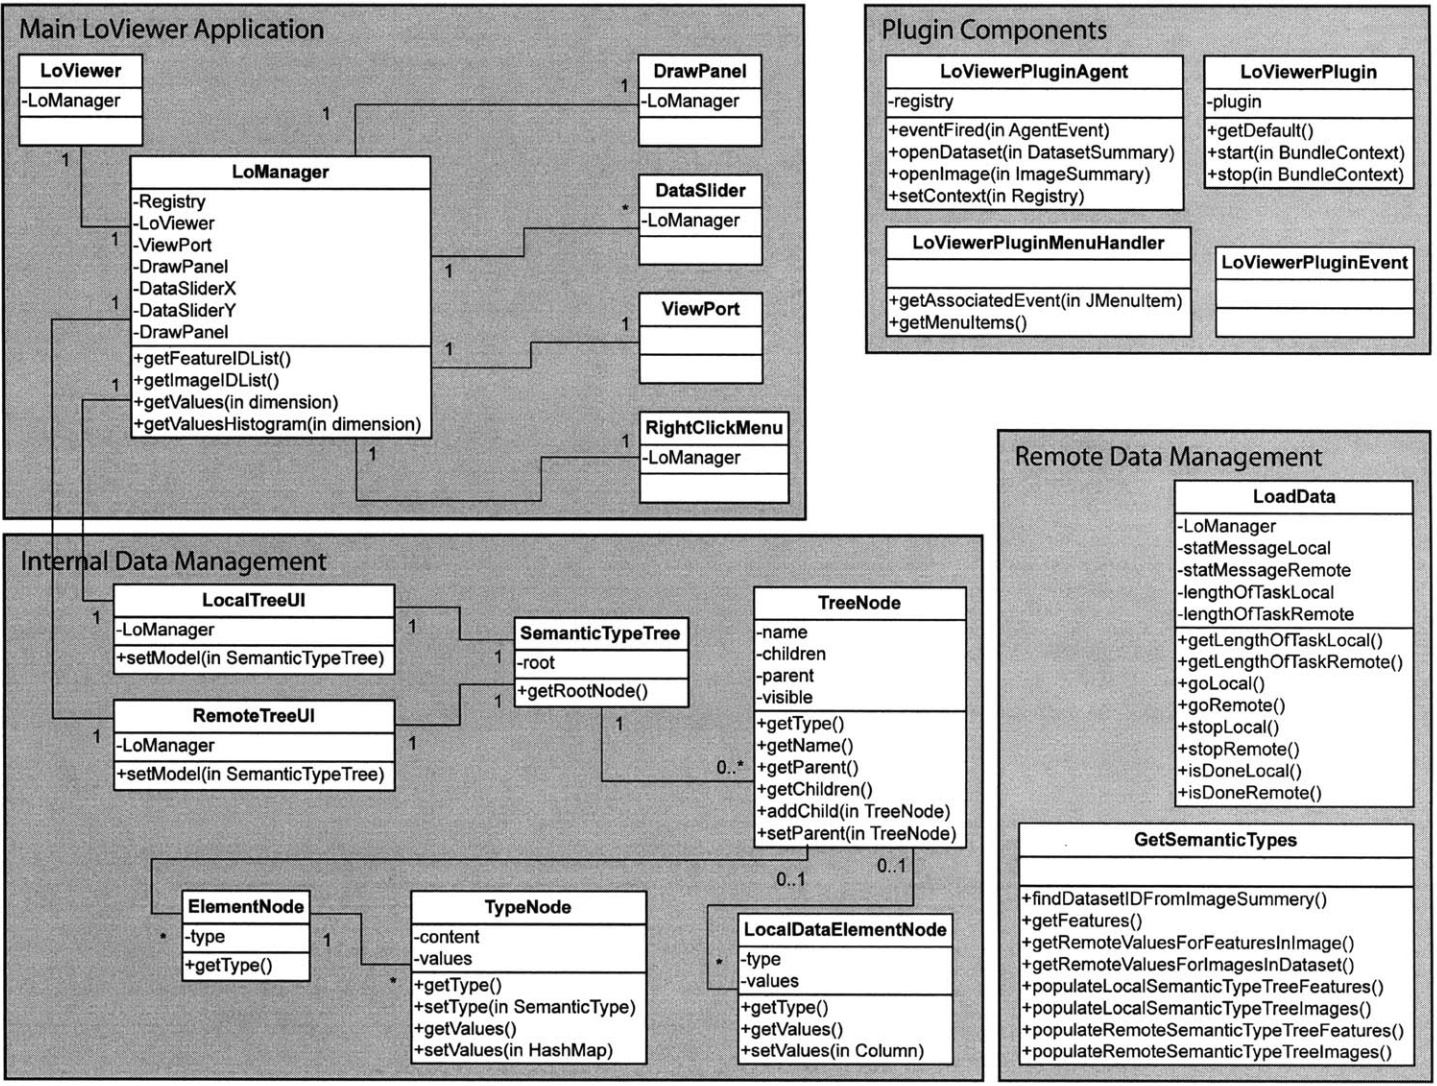 Main LoViewer Application
LoViewer
-LoManager
LoManager
-Registry
-LoViewer
-ViewPort
-DrawPanel
-DataSliderX
-DataSliderY
-DrawPanel
+getFeatureIDList()
+getImageIDList()
+getValues(in dimension)
+getValuesHistogram(in dimension)
DrawPanel
-LoManager
DataSlider
-LoManager
ViewPort
RightClickMenu
-LoManager
1
1
1
1
1
*
1
1
1
1
1
1
1
Plugin Components
LoViewerPluginAgent
-registry
+eventFired(in AgentEvent)
+openDataset(in DatasetSummary)
+openImage(in ImageSummary)
+setContext(in Registry)
LoViewerPlugin
-plugin
+getDefault()
+start(in BundleContext)
+stop(in BundleContext)
LoViewerPluginMenuHandler
+getAssociatedEvent(in JMenuItem)
+getMenuItems()
LoViewerPluginEvent
Internal Data Management
LocalTreeUI
-LoManager
+setModel(in SemanticTypeTree)
RemoteTreeUI
-LoManager
+setModel(in SemanticTypeTree)
SemanticTypeTree
-root
+getRootNode()
TreeNode
-name
-children
-parent
-visible
+getType()
+getName()
+getParent()
+getChildren()
+addChild(in TreeNode)
+setParent(in TreeNode)
ElementNode
-type
+getType()
TypeNode
-content
-values
+getType()
+setType(in SemanticType)
+getValues()
+setValues(in HashMap)
LocalDataElementNode
-type
-values
+getType()
+getValues()
+setValues(in Column)
1
1
1
1
1
1
1
0..*
0..1
0..1
*
1
*
*
Remote Data Management
LoadData
-LoManager
-statMessageLocal
-statMessageRemote
-lengthOfTaskLocal
-lengthOfTaskRemote
+getLengthOfTaskLocal()
+getLengthOfTaskRemote()
+goLocal()
+goRemote()
+stopLocal()
+stopRemote()
+isDoneLocal()
+isDoneRemote()
GetSemanticTypes
+findDatasetIDFromImageSummery()
+getFeatures()
+getRemoteValuesForFeaturesInImage()
+getRemoteValuesForImagesInDataset()
+populateLocalSemanticTypeTreeFeatures()
+populateLocalSemanticTypeTreeImages()
+populateRemoteSemanticTypeTreeFeatures()
+populateRemoteSemanticTypeTreeImages()